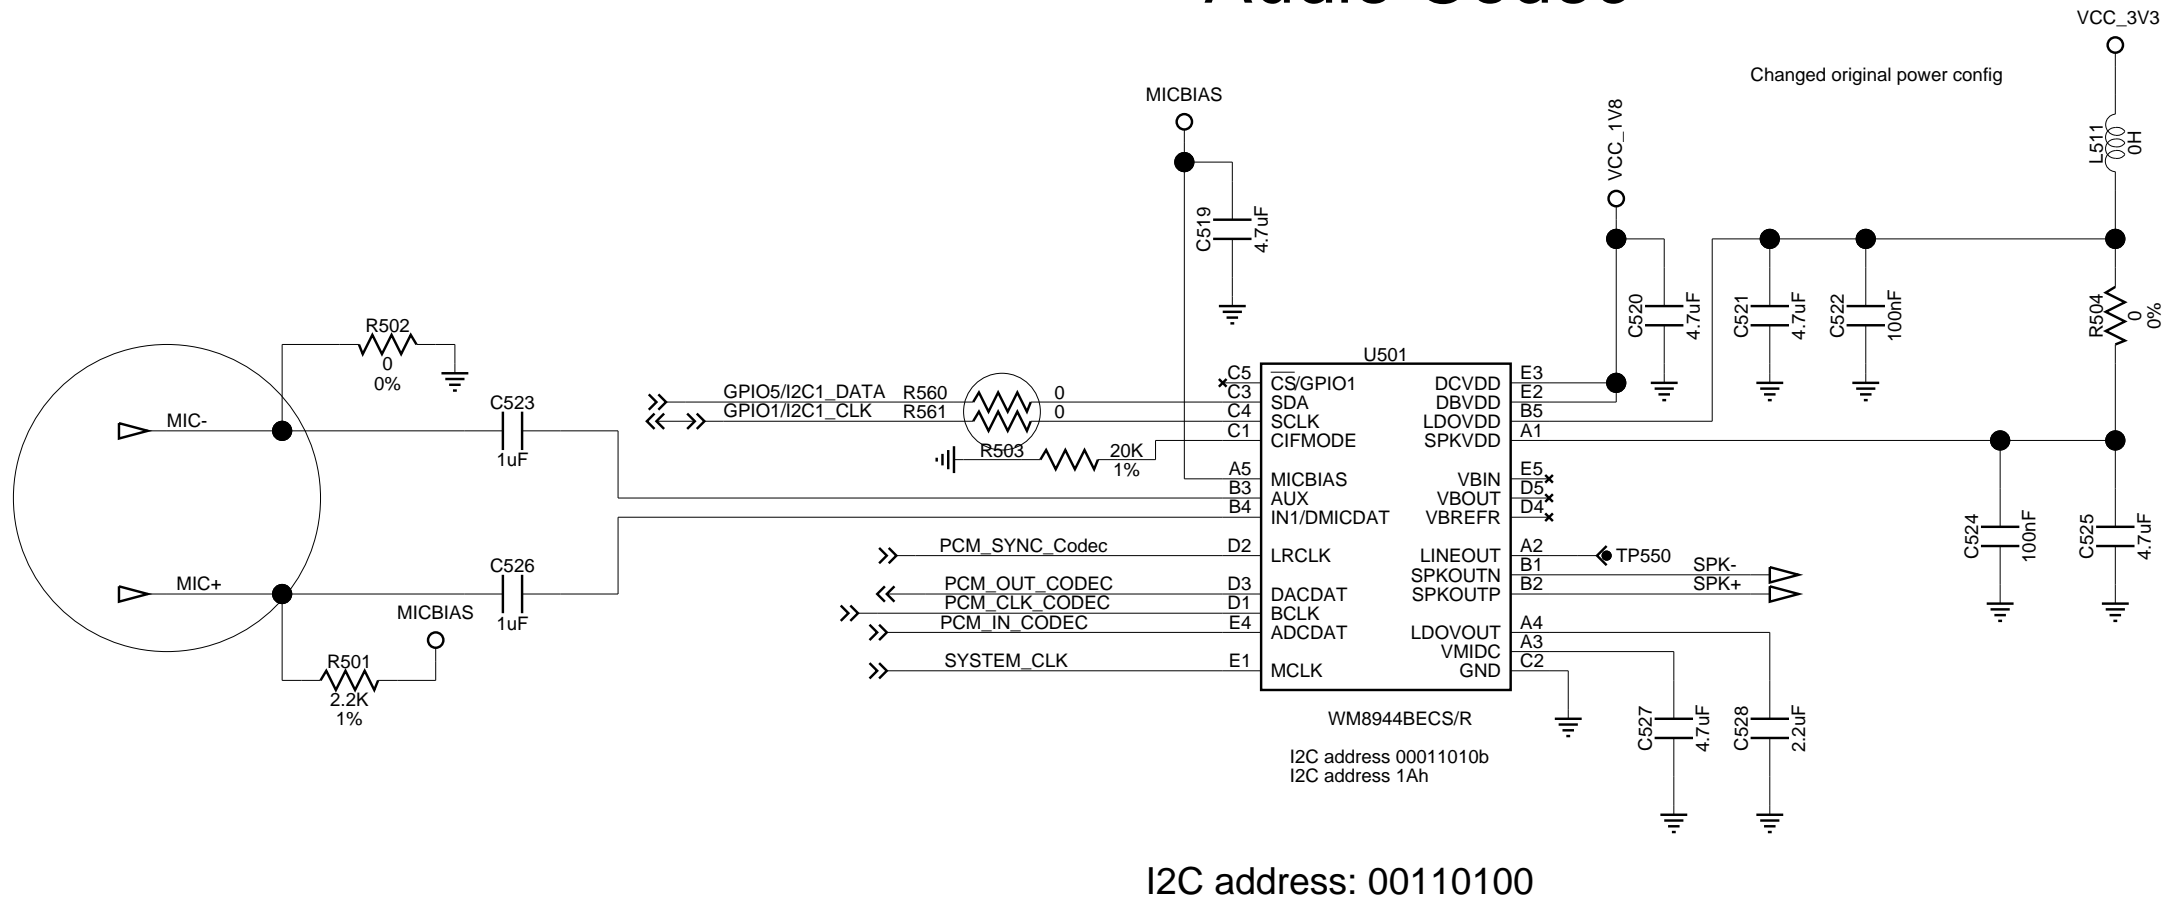 Audio Codec
VCC_3V3
Changed original power config
MICBIAS
VCC_1V8
L511
0H
C519
4.7uF
C520
4.7uF
C521
4.7uF
C522
100nF
R504
0
0%
R502
0
0%
U501
GPIO5/I2C1_DATA R560 0
GPIO1/I2C1_CLK R561 0
R503 20K
1%
C5 CS/GPIO1
C3 SDA
C4 SCLK
C1 CIFMODE
A5 MICBIAS
B3 AUX
B4 IN1/DMICDAT
D2 LRCLK
D3 DACDAT
D1 BCLK
E4 ADCDAT
E1 MCLK
DCVDD E3
DBVDD E2
LDOVDD B5
SPKVDD A1
VBIN E5
VBOUT D5
VBREFR D4
LINEOUT A2 TP550
SPKOUTN B1 SPK-
SPKOUTP B2 SPK+
LDOVOUT A4
VMIDC A3
GND C2
MIC-
C523
1uF
MIC+
C526
1uF
MICBIAS
R501
2.2K
1%
PCM_SYNC_Codec
PCM_OUT_CODEC
PCM_CLK_CODEC
PCM_IN_CODEC
SYSTEM_CLK
C524
100nF
C525
4.7uF
C527
4.7uF
C528
2.2uF
WM8944BECS/R
I2C address 00011010b
I2C address 1Ah
I2C address: 00110100